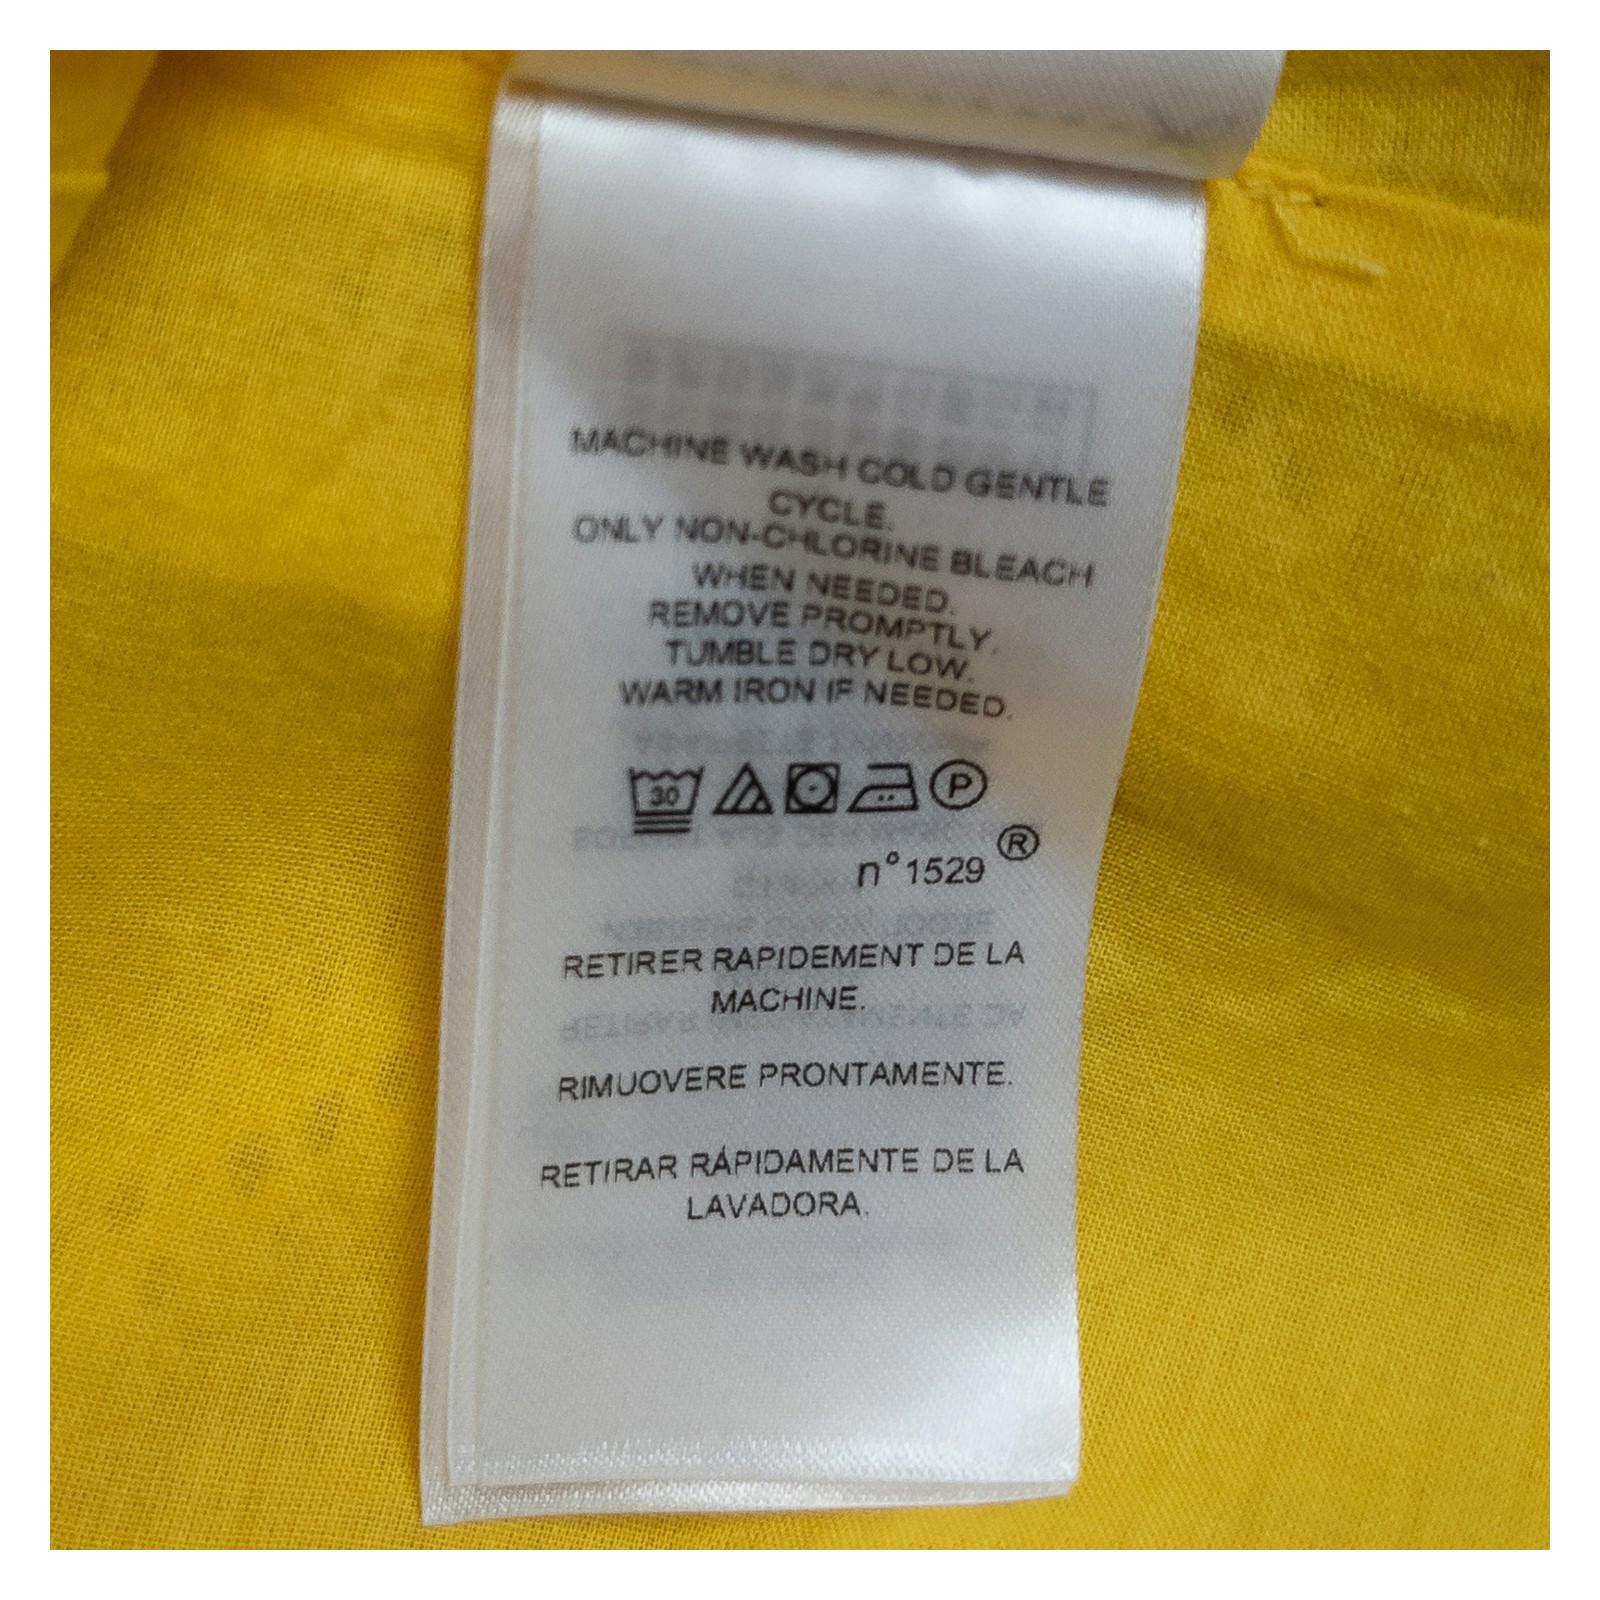 MACHINE WASH COLD GENTLE
CYCLE.
ONLY NON-CHLORINE BLEACH
WHEN NEEDED.
REMOVE PROMPTLY.
TUMBLE DRY LOW.
WARM IRON IF NEEDED.
30 P
n°1529 ®
RETIRER RAPIDEMENT DE LA
MACHINE.
RIMUOVERE PRONTAMENTE.
RETIRAR RÁPIDAMENTE DE LA
LAVADORA.